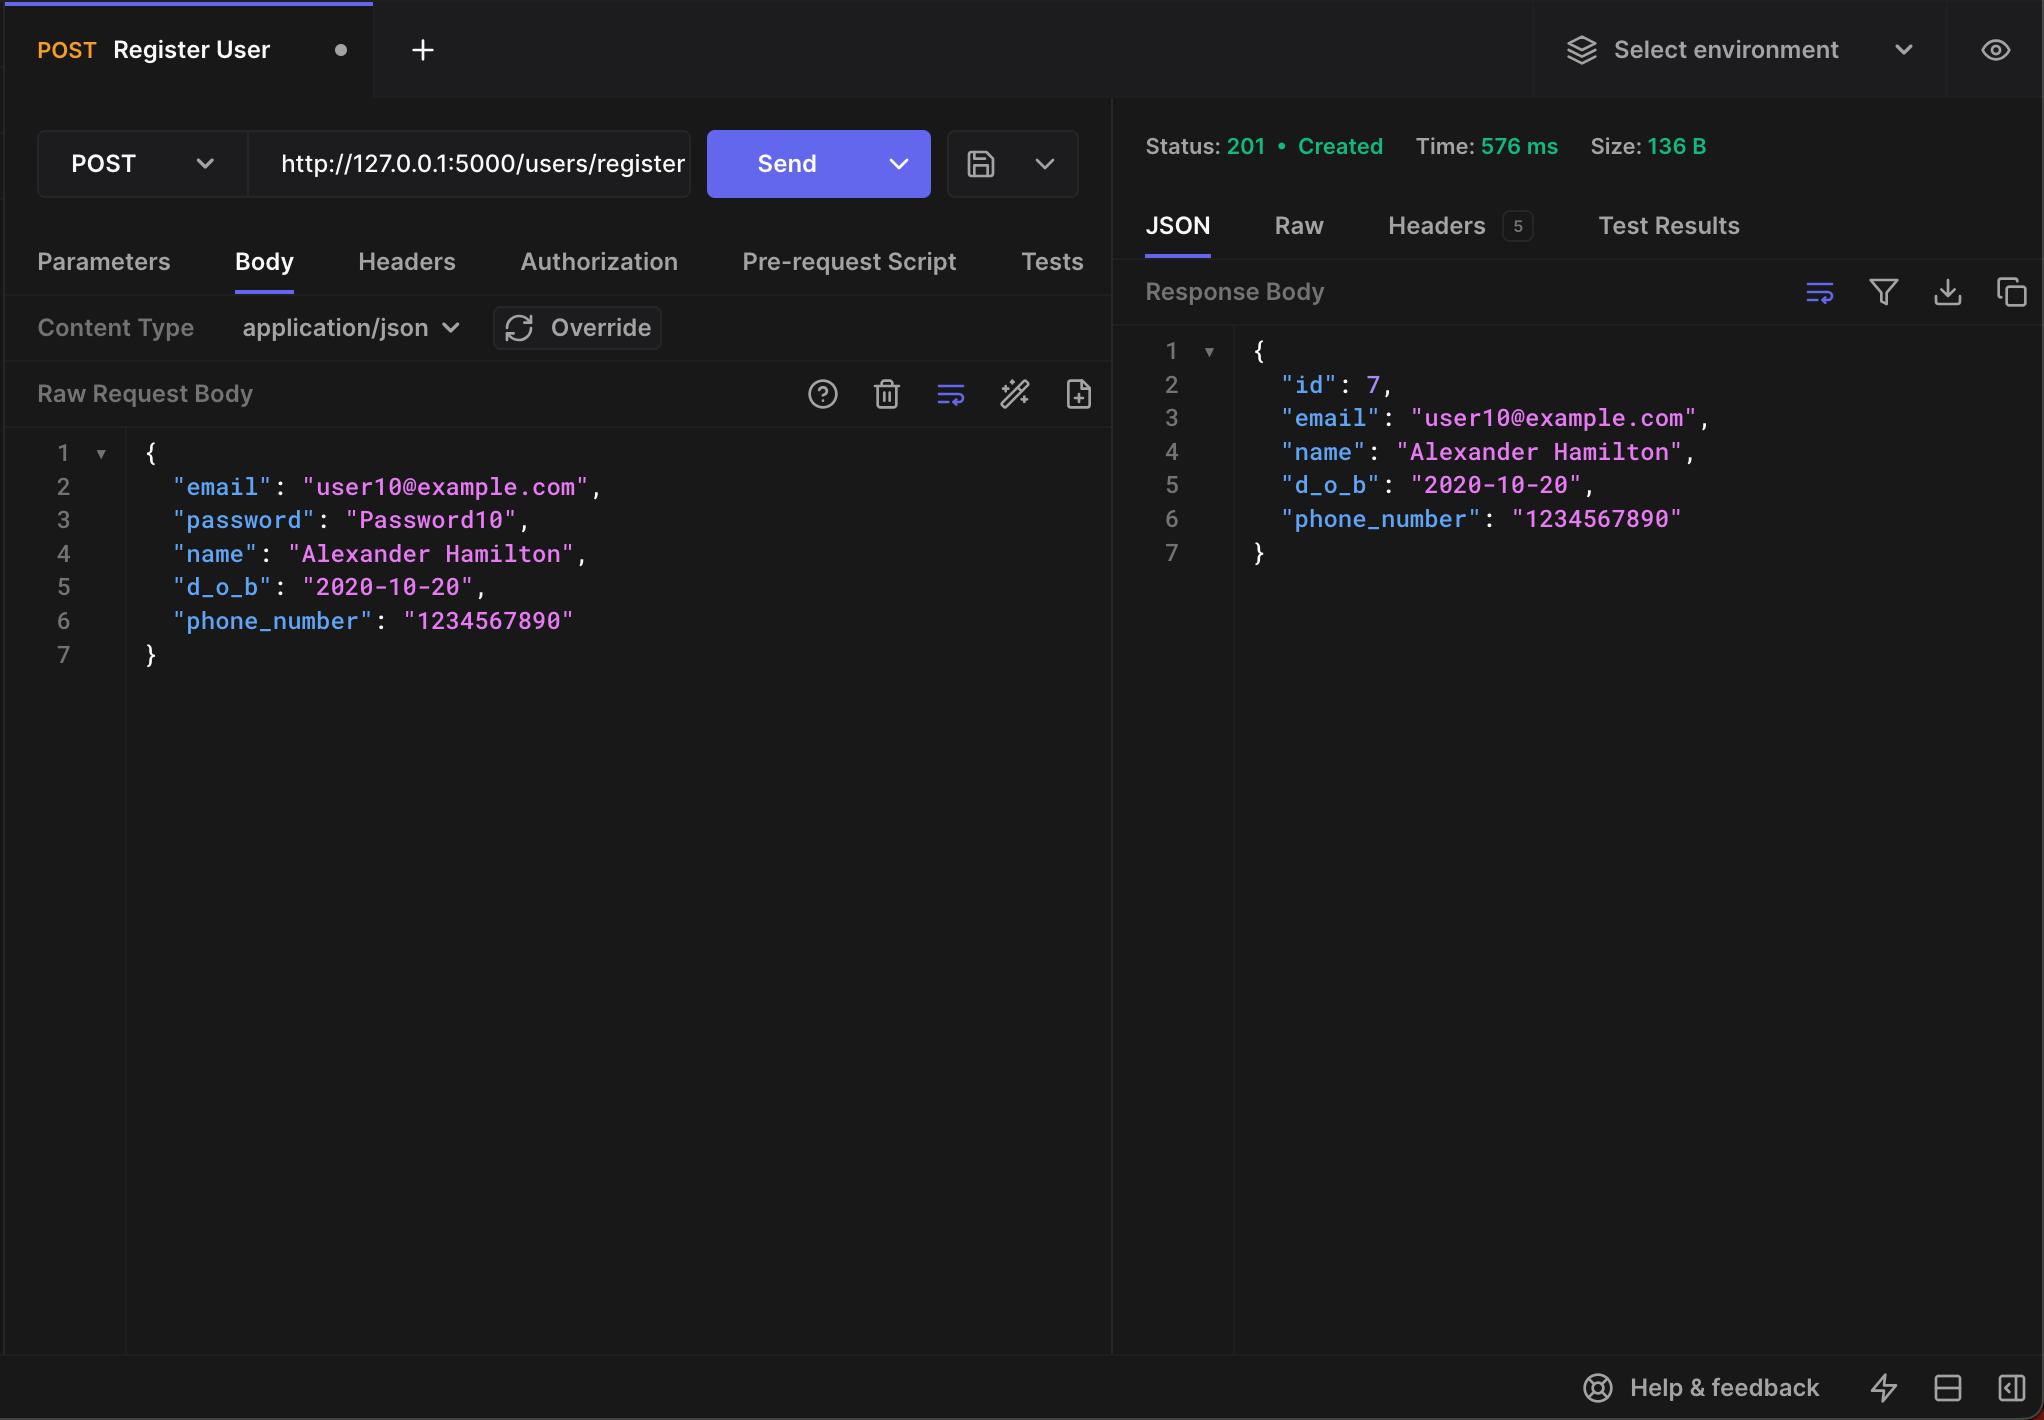 POST Register User
Select environment
POST http://127.0.0.1:5000/users/register Send
Parameters Body Headers Authorization Pre-request Script Tests
Content Type application/json Override
Raw Request Body
1 {
2 "email": "user10@example.com",
3 "password": "Password10",
4 "name": "Alexander Hamilton",
5 "d_o_b": "2020-10-20",
6 "phone_number": "1234567890"
7 }
Status: 201 • Created Time: 576 ms Size: 136 B
JSON Raw Headers 5 Test Results
Response Body
1 {
2 "id": 7,
3 "email": "user10@example.com",
4 "name": "Alexander Hamilton",
5 "d_o_b": "2020-10-20",
6 "phone_number": "1234567890"
7 }
Help & feedback